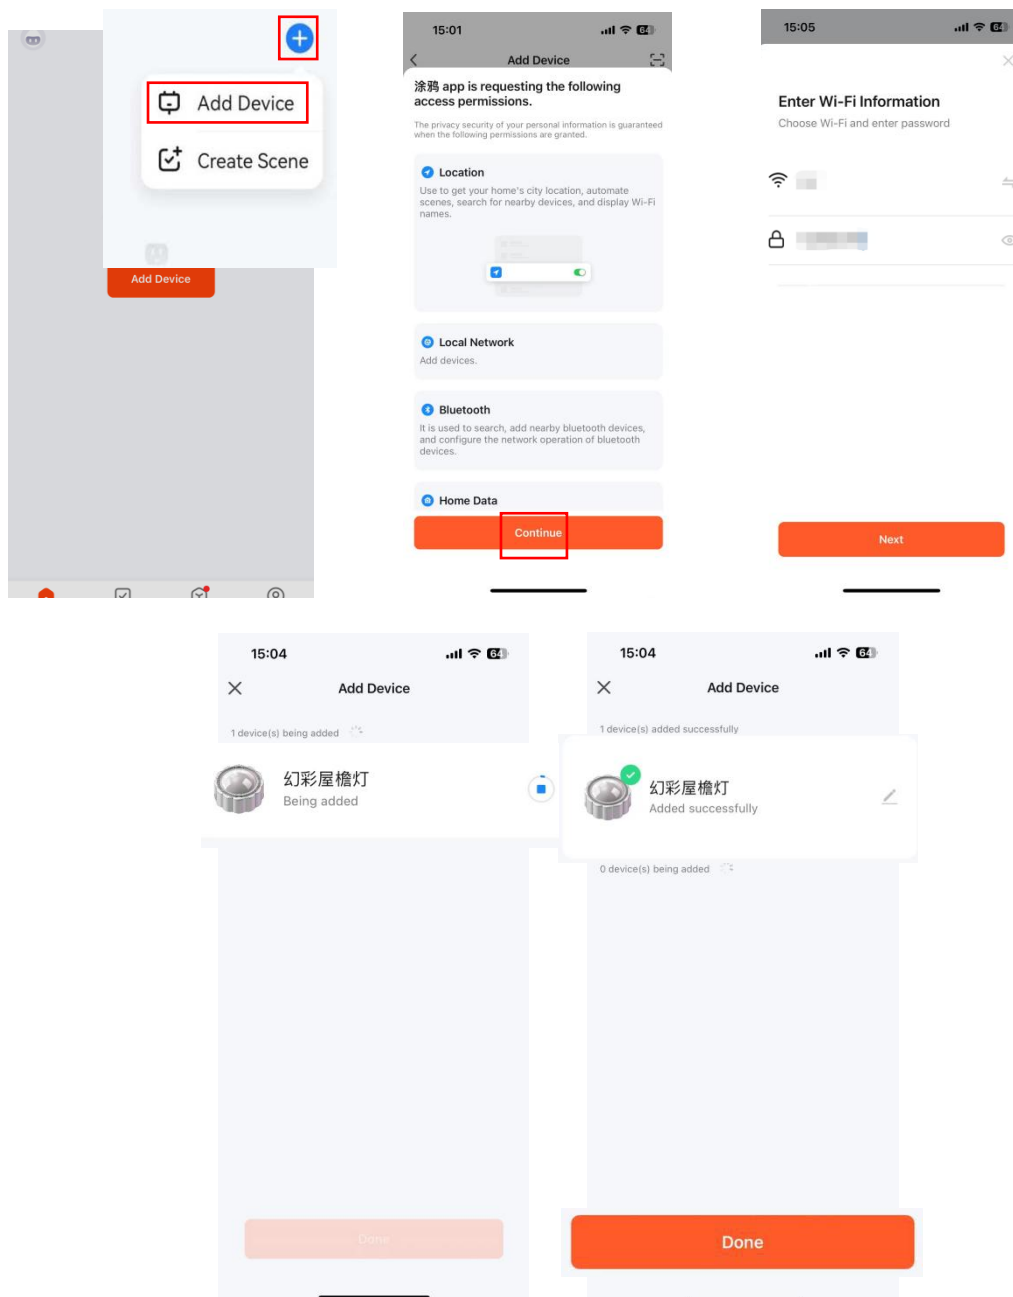 Add Device
Create Scene
Add Device
15:01
64
Add Device
涂鸦 app is requesting the following
access permissions.
The privacy security of your personal information is guaranteed
when the following permissions are granted.
Location
Use to get your home's city location, automate
scenes, search for nearby devices, and display Wi-Fi
names.
Local Network
Add devices.
Bluetooth
It is used to search, add nearby bluetooth devices,
and configure the network operation of bluetooth
devices.
Home Data
Continue
15:05
64
Enter Wi-Fi Information
Choose Wi-Fi and enter password
Next
15:04
64
Add Device
1 device(s) being added
幻彩屋檐灯
Being added
Done
15:04
64
Add Device
1 device(s) added successfully
幻彩屋檐灯
Added successfully
0 device(s) being added
Done